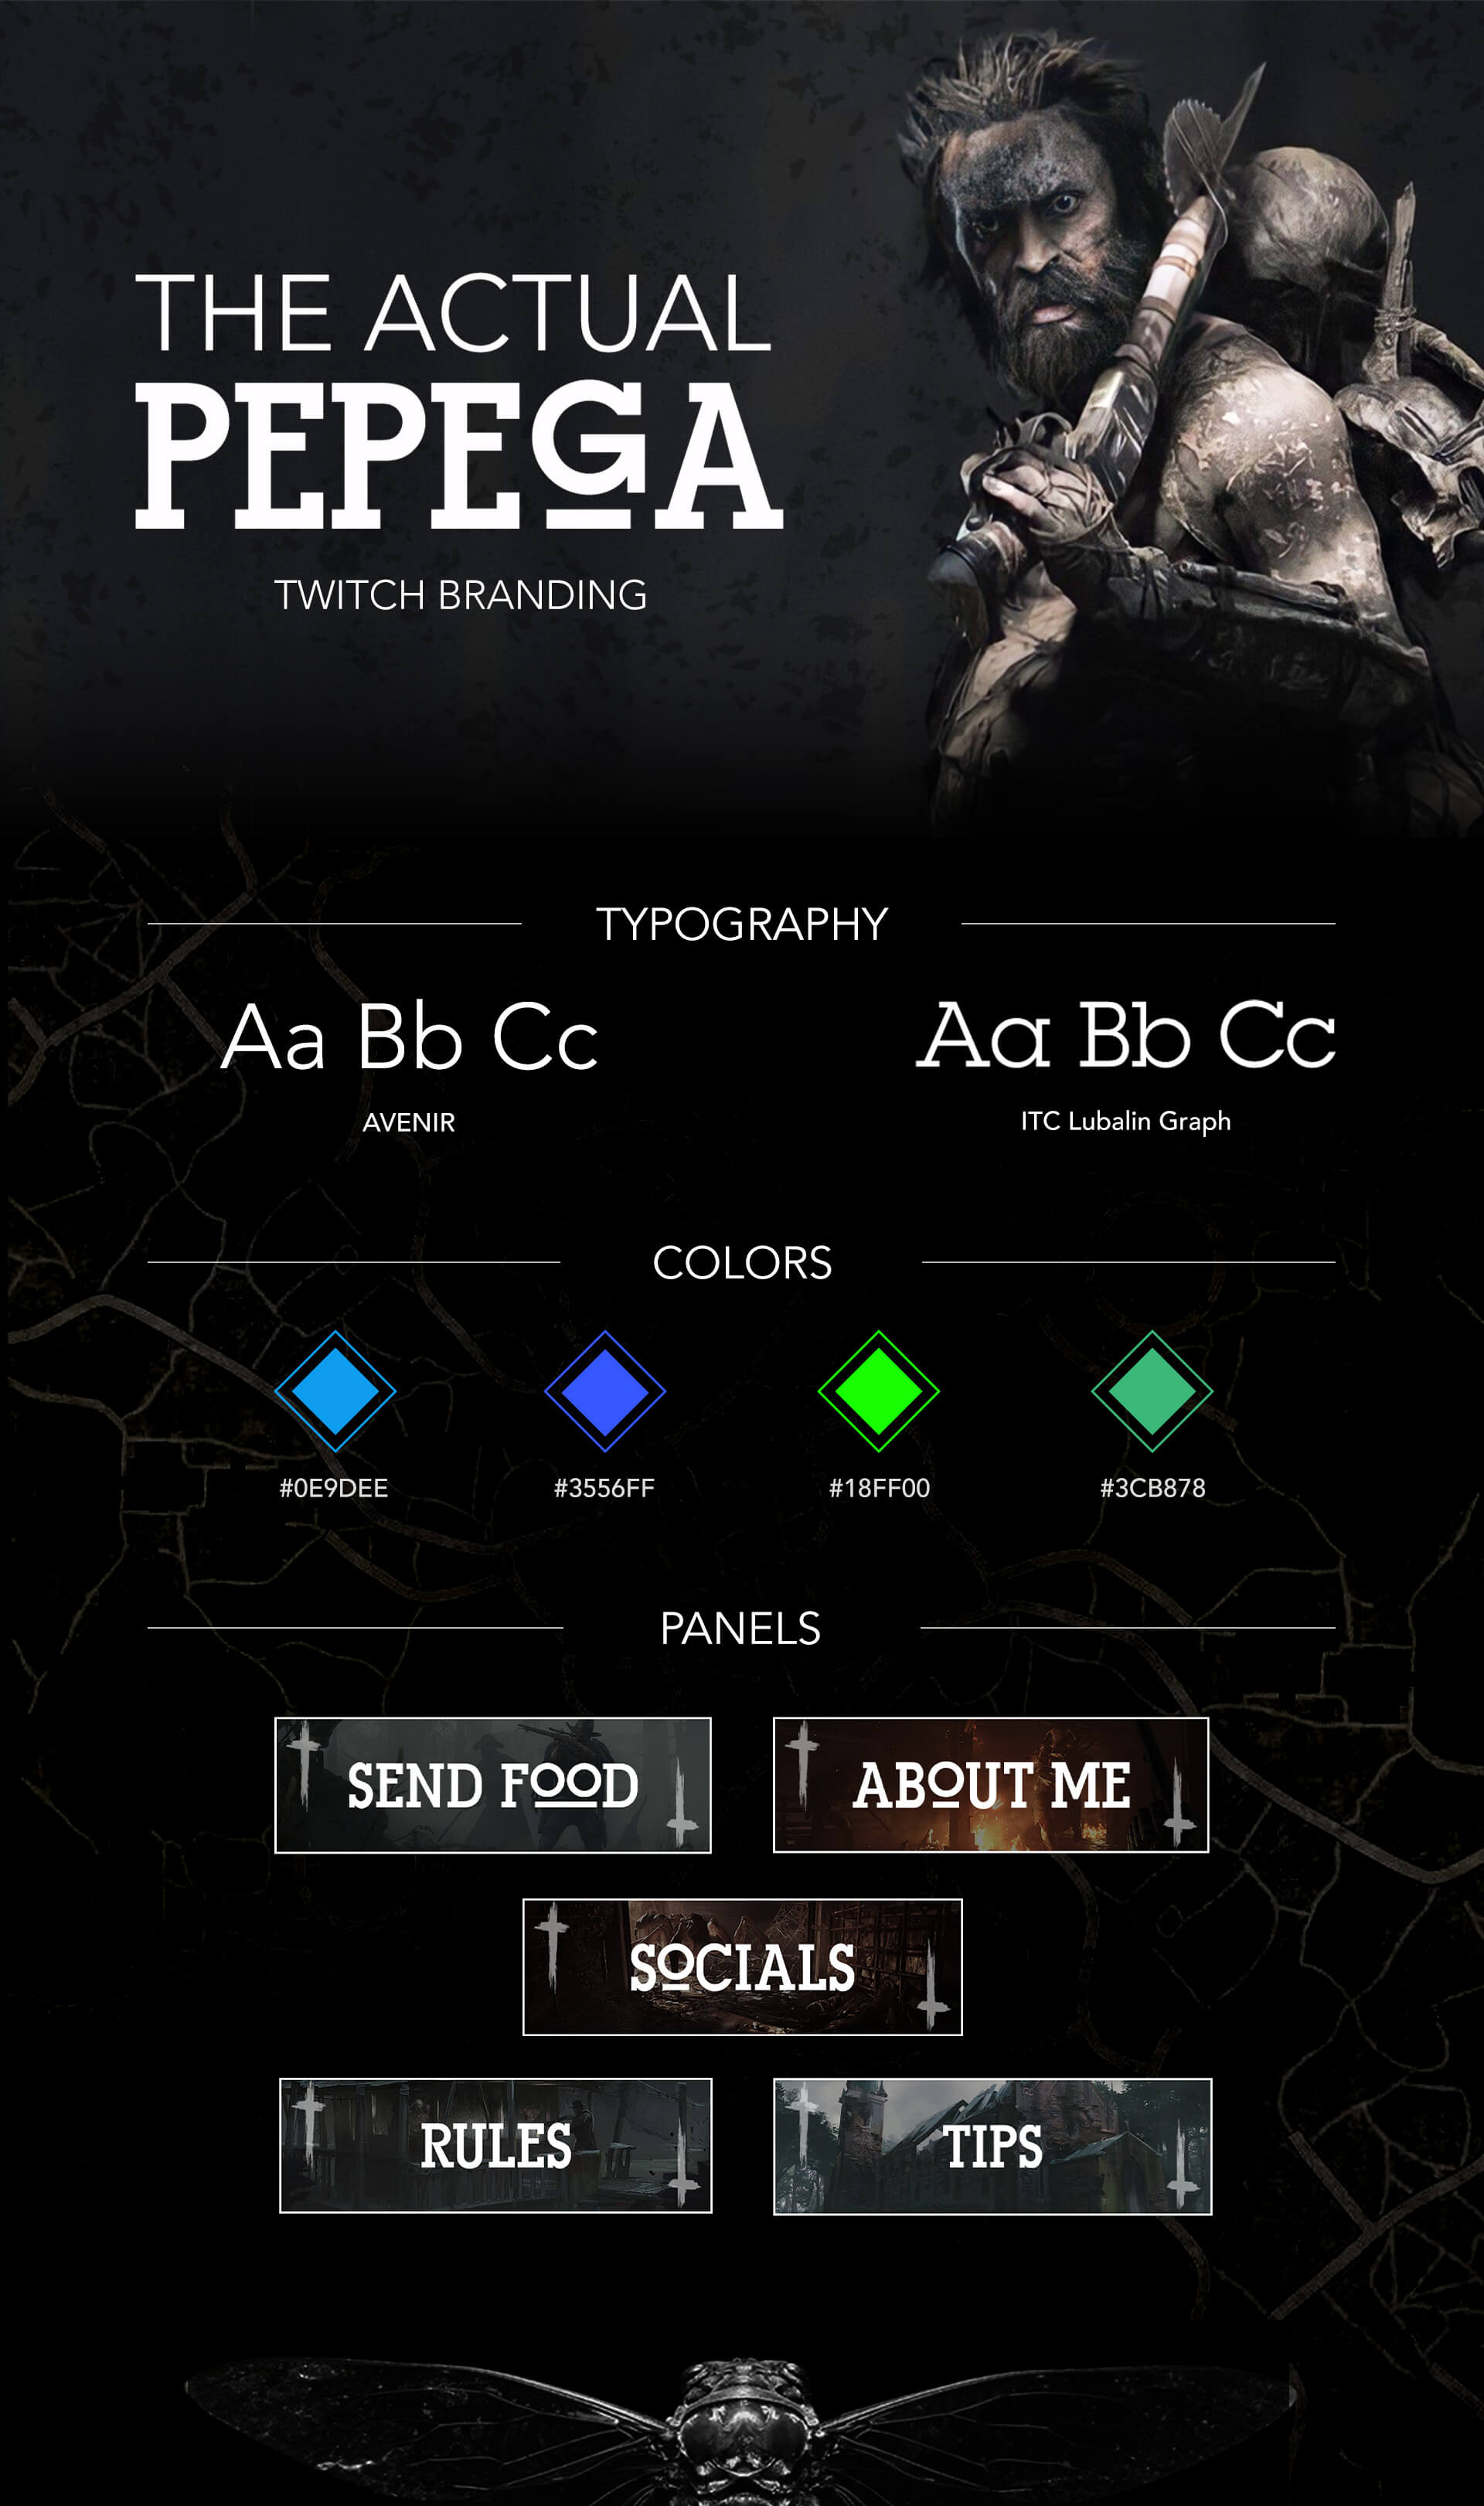 THE ACTUAL
PEPEGA
TWITCH BRANDING
TYPOGRAPHY
Aa Bb Cc
Aa Bb Cc
AVENIR
ITC Lubalin Graph
COLORS
#0E9DEE
#3556FF
#18FF00
#3CB878
PANELS
SEND FOOD
ABOUT ME
SOCIALS
RULES
TIPS